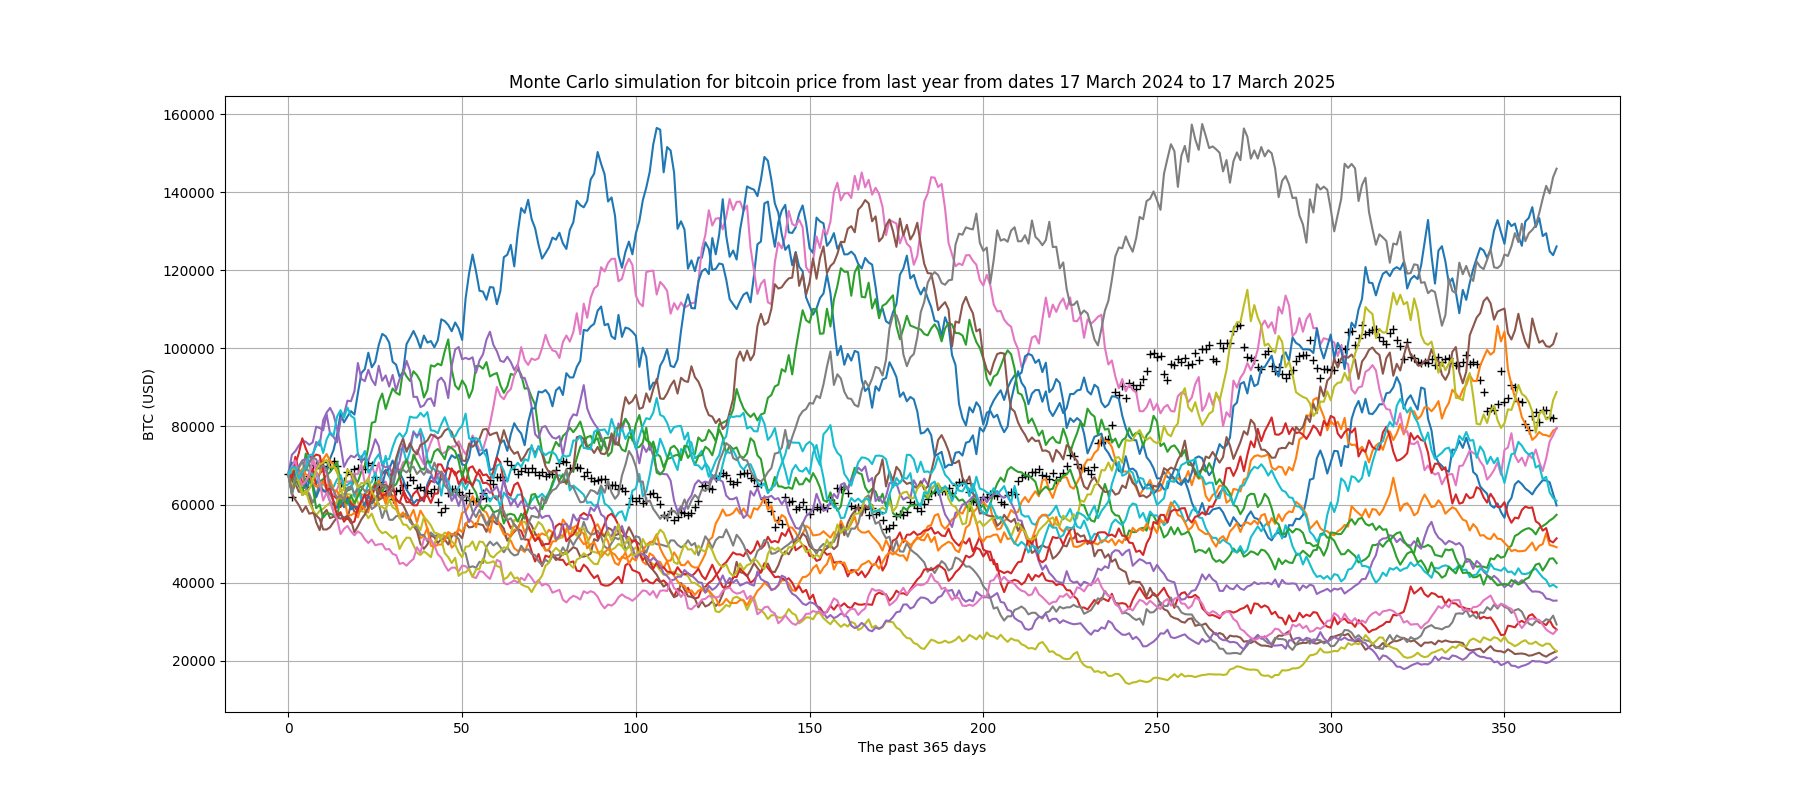 Monte Carlo simulation for bitcoin price from last year from dates 17 March 2024 to 17 March 2025
160000
140000
120000
100000
80000
60000
40000
20000
BTC (USD)
0 50 100 150 200 250 300 350
The past 365 days